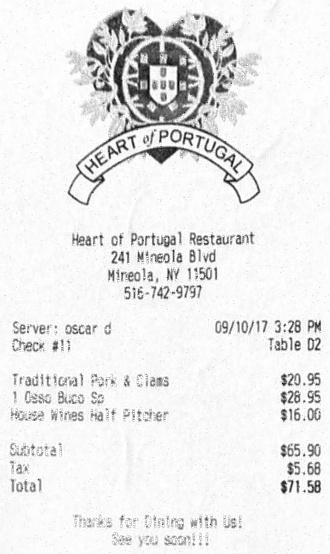 HEART of PORTUGAL
Heart of Portugal Restaurant
241 Mineola Blvd
Mineola, NY 11501
516-742-9797
Server: oscar d 09/10/17 3:28 PM
Check #11 Table D2
Traditional Pork & Clams $20.95
1 Osso Buco Sp $28.95
House Wines Half Pitcher $16.00
Subtotal $65.90
Tax $5.68
Total $71.58
Thanks for Dining with Us!
See you soon!!!